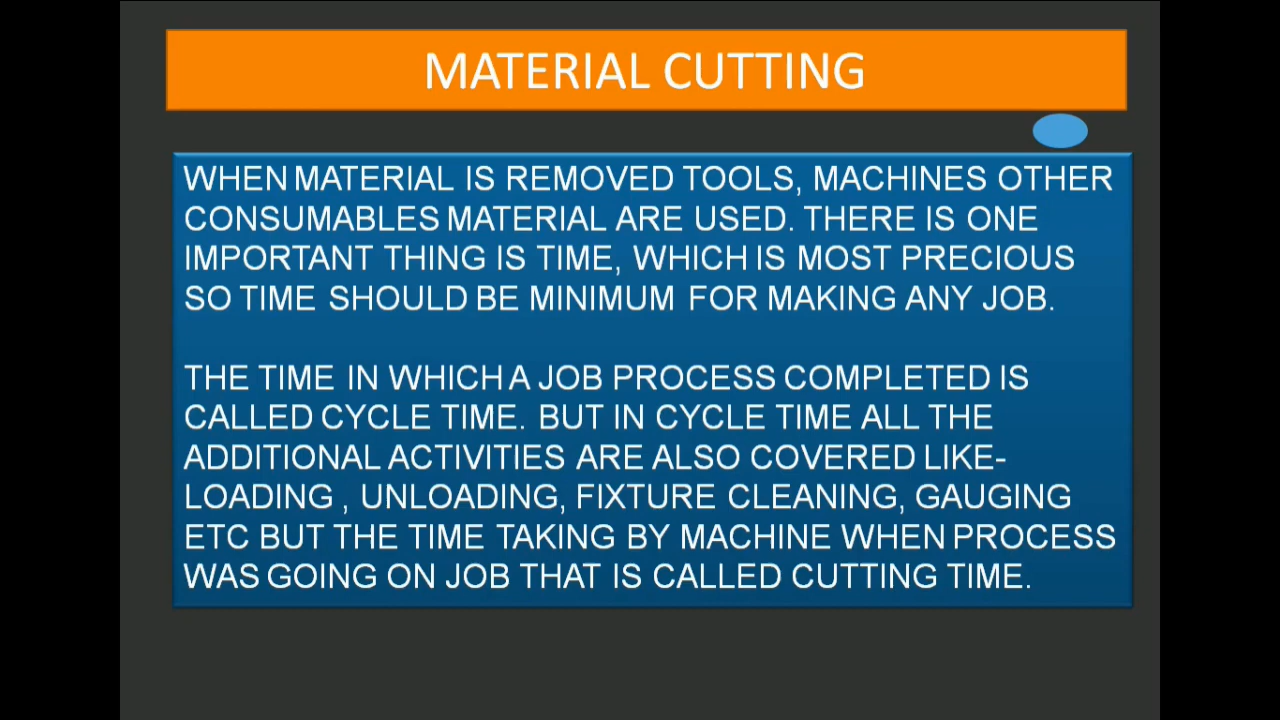 MATERIAL CUTTING
WHEN MATERIAL IS REMOVED TOOLS, MACHINES OTHER
CONSUMABLES MATERIAL ARE USED. THERE IS ONE
IMPORTANT THING IS TIME, WHICH IS MOST PRECIOUS
SO TIME SHOULD BE MINIMUM FOR MAKING ANY JOB.
THE TIME IN WHICH A JOB PROCESS COMPLETED IS
CALLED CYCLE TIME. BUT IN CYCLE TIME ALL THE
ADDITIONAL ACTIVITIES ARE ALSO COVERED LIKE-
LOADING , UNLOADING, FIXTURE CLEANING, GAUGING
ETC BUT THE TIME TAKING BY MACHINE WHEN PROCESS
WAS GOING ON JOB THAT IS CALLED CUTTING TIME.